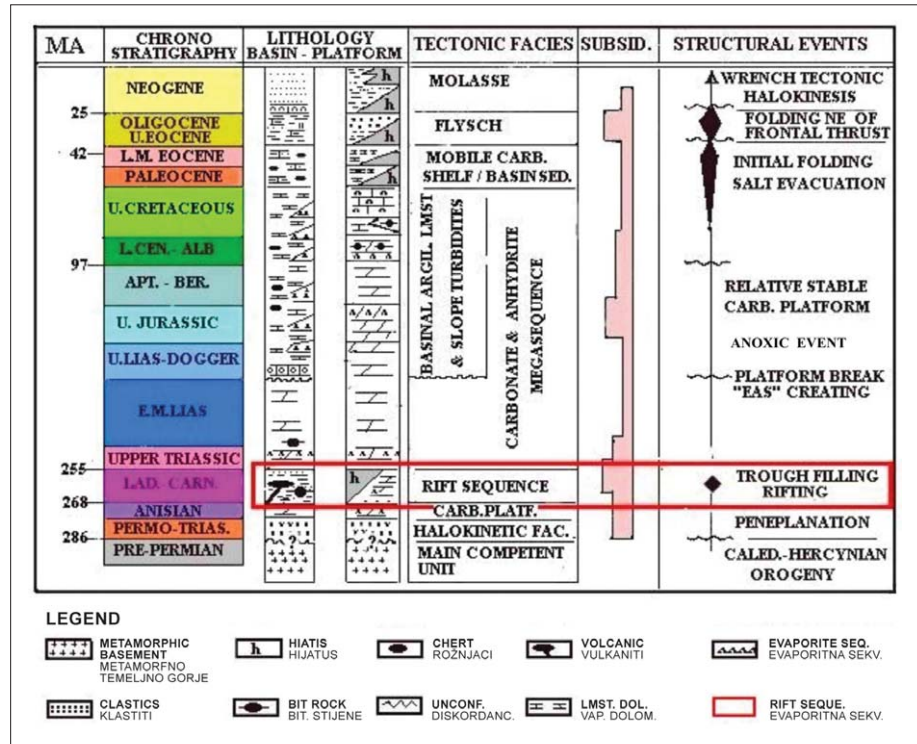 MA
CHRONO
STRATIGRAPHY
LITHOLOGY
BASIN - PLATFORM
TECTONIC FACIES
SUBSID.
STRUCTURAL EVENTS
NEOGENE
h
h
MOLASSE
WRENCH TECTONIC
HALOKINESIS
25
OLIGOCENE
U.EOCENE
h
FLYSCH
FOLDING NE OF
FRONTAL THRUST
42
L.M. EOCENE
PALEOCENE
h
MOBILE CARB.
SHELF / BASIN SED.
INITIAL FOLDING
SALT EVACUATION
U.CRETACEOUS
L.CEN.- ALB
97
APT. - BER.
U. JURASSIC
U.LIAS-DOGGER
E.M.LIAS
UPPER TRIASSIC
BASINAL ARGIL. LMST
& SLOPE TURBIDITES
CARBONATE & ANHYDRITE
MEGASEQUENCE
RELATIVE STABLE
CARB. PLATFORM
ANOXIC EVENT
PLATFORM BREAK
"EAS" CREATING
255
LAD.- CARN.
h
RIFT SEQUENCE
TROUGH FILLING
RIFTING
268
ANISIAN
CARB.PLATF.
PERMO-TRIAS.
HALOKINETIC FAC.
PENEPLANATION
286
?
?
PRE-PERMIAN
MAIN COMPETENT
UNIT
CALED.-HERCYNIAN
OROGENY
LEGEND
METAMORPHIC
BASEMENT
METAMORFNO
TEMELJNO GORJE
h
HIATIS
HIJATUS
CHERT
ROŽNJACI
VOLCANIC
VULKANITI
EVAPORITE SEQ.
EVAPORITNA SEKV.
CLASTICS
KLASTITI
BIT ROCK
BIT. STIJENE
UNCONF.
DISKORDANC.
LMST. DOL.
VAP. DOLOM.
RIFT SEQUE.
EVAPORITNA SEKV.